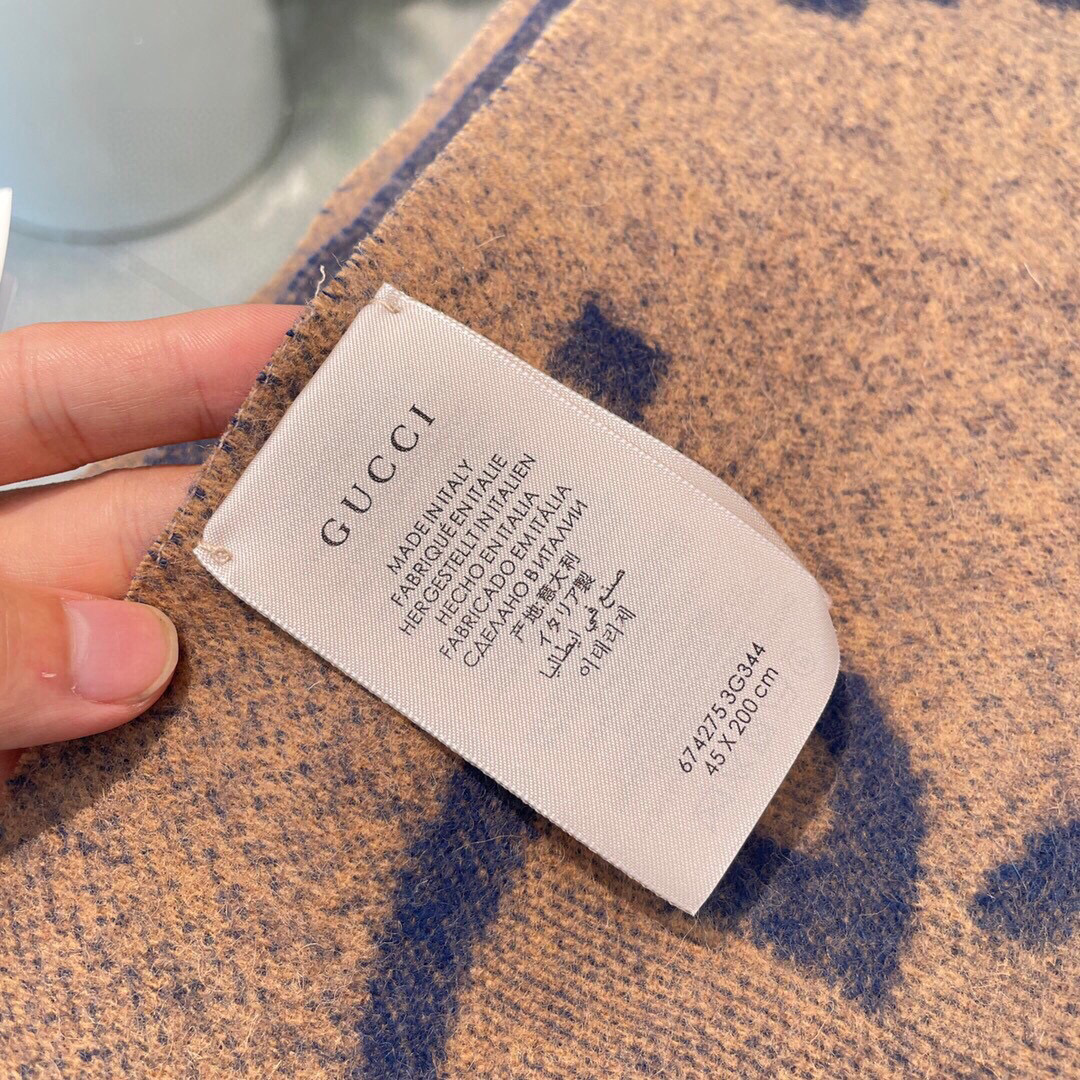 GUCCI
MADE IN ITALY
FABRIQUÉ EN ITALIE
HERGESTELLT IN ITALIEN
HECHO EN ITALIA
FABRICADO EM ITÁLIA
СДЕЛАНО В ИТАЛИИ
产地:意大利
イタリア製
صنع في ايطاليا
이태리제
674275 3G344
45 X 200 cm